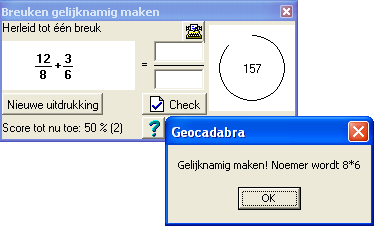 Breuken gelijknamig maken
Herleid tot één breuk
12/8 + 3/6 =
157
Nieuwe uitdrukking
Check
Score tot nu toe: 50 % (2)
?
Geocadabra
Gelijknamig maken! Noemer wordt 8*6
OK